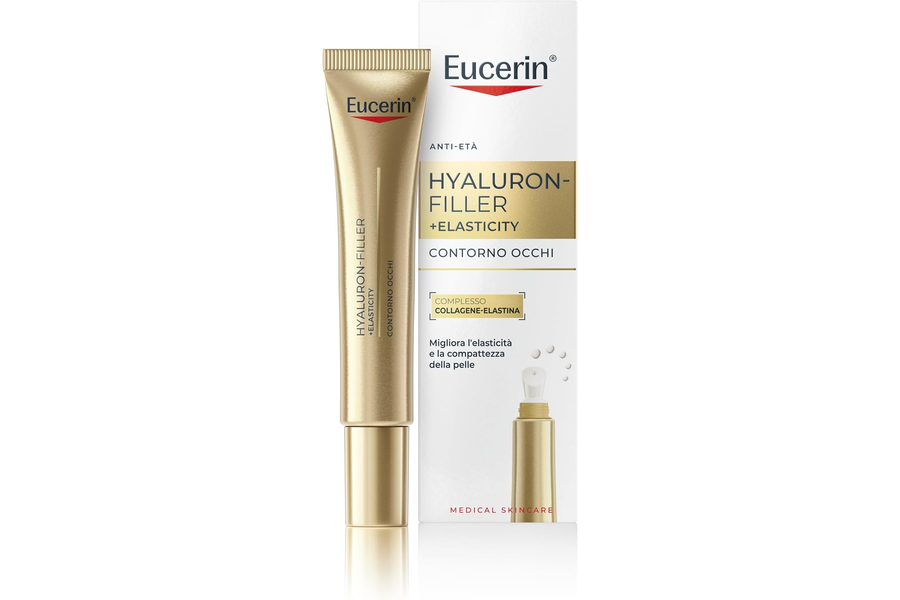 Eucerin®
HYALURON-FILLER
+ELASTICITY
CONTORNO OCCHI
Eucerin®
ANTI-ETÀ
HYALURON-
FILLER
+ELASTICITY
CONTORNO OCCHI
COMPLESSO
COLLAGENE-ELASTINA
Migliora l'elasticità
e la compattezza
della pelle
MEDICAL SKINCARE